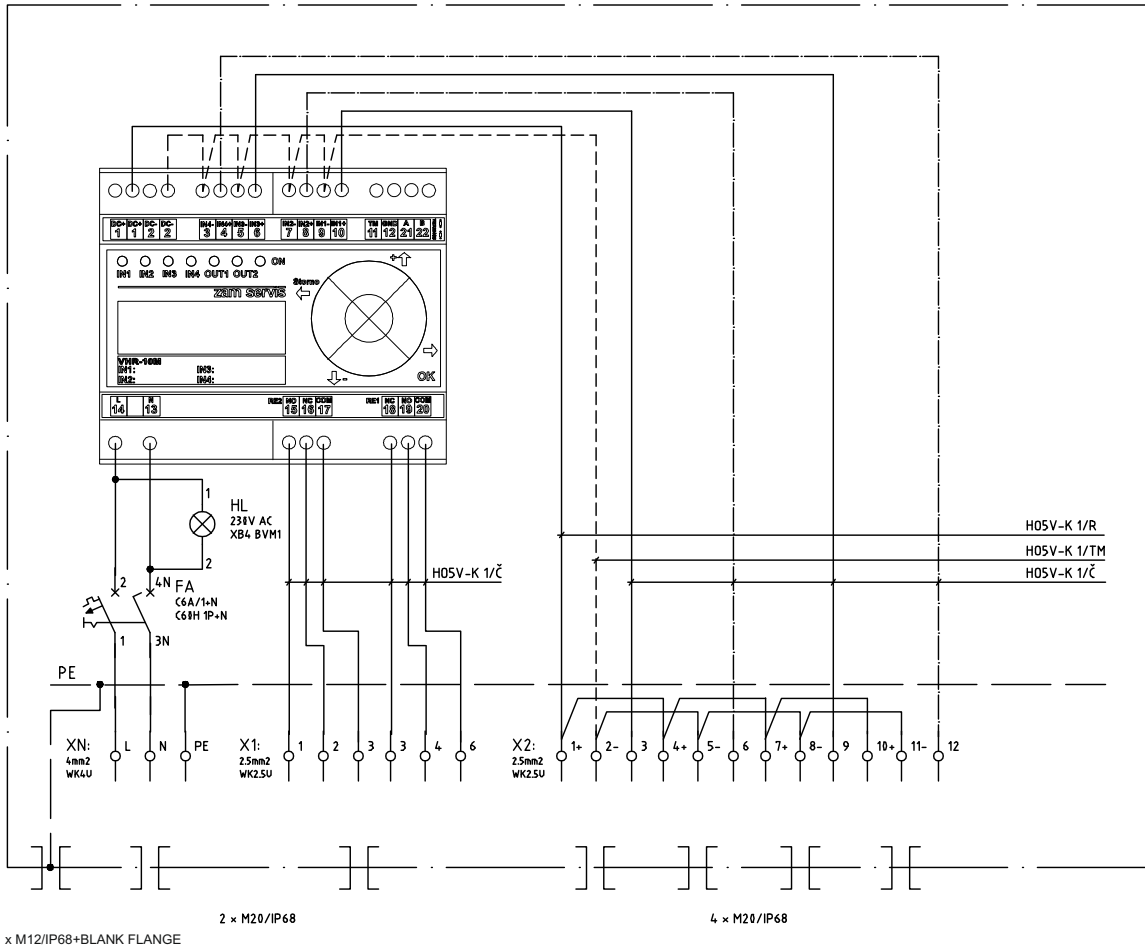 DC+ DC+ DC- DC- IN4- IN4+ IN3- IN3+ IN2- IN2+ IN1- IN1+ TM GND A B
1 1 2 2 3 4 5 6 7 8 9 10 11 12 21 22
ON
IN1 IN2 IN3 IN4 OUT1 OUT2
zam servis
Storno
+
VHR-10M
IN1: IN3:
IN2: IN4:
-
OK
L N RE2 NO NC COM RE1 NC NO COM
14 13 15 16 17 18 19 20
1
HL
230V AC
XB4 BVM1
2
H05V-K 1/R
H05V-K 1/TM
H05V-K 1/Č
H05V-K 1/Č
2 4N FA
C6A/1+N
C60H 1P+N
1 3N
PE
XN: L N PE
4mm2
WK4U
X1: 1 2 3 3 4 6
2.5mm2
WK2.5U
X2: 1+ 2- 3 4+ 5- 6 7+ 8- 9 10+ 11- 12
2.5mm2
WK2.5U
2 x M20/IP68
4 x M20/IP68
x M12/IP68+BLANK FLANGE